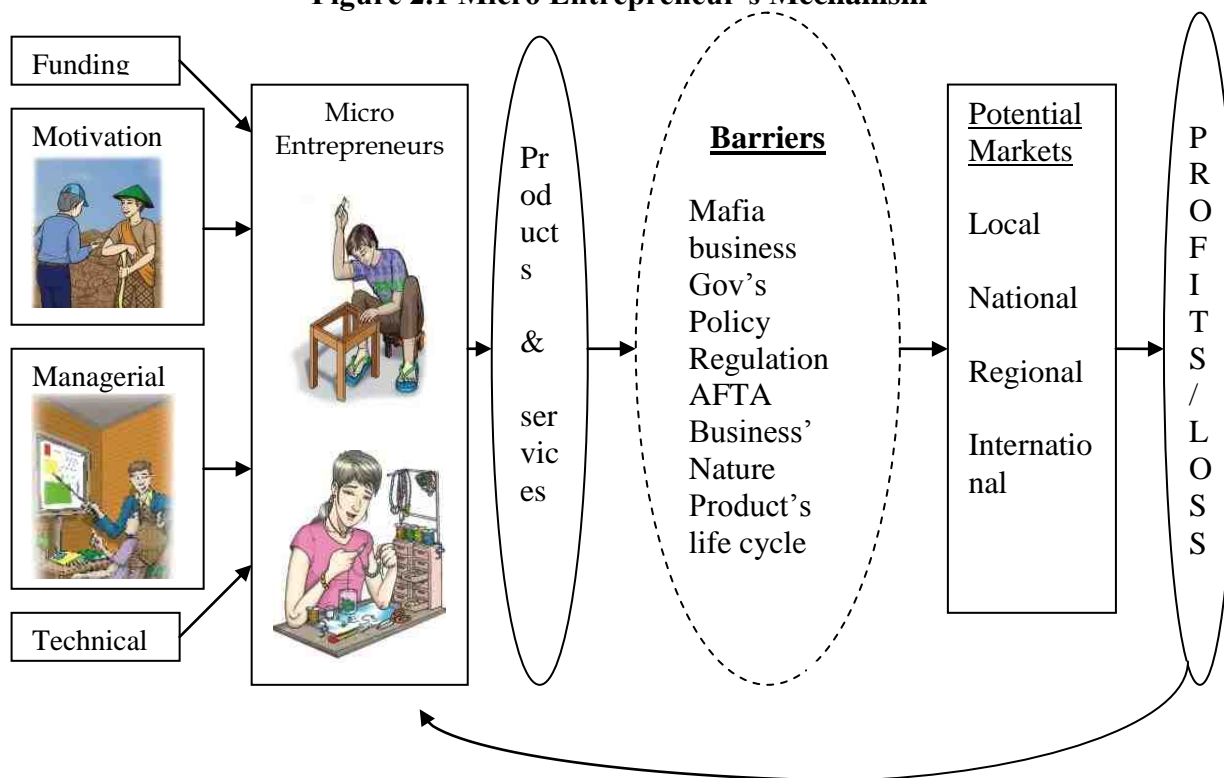 Figure 2.1 Micro Entrepreneur's Mechanism
Funding
Motivation
Managerial
Technical
Micro
Entrepreneurs
Pr
od
uct
s
&
ser
vic
es
Barriers
Mafia
business
Gov's
Policy
Regulation
AFTA
Business'
Nature
Product's
life cycle
Potential
Markets
Local
National
Regional
Internatio
nal
P
R
O
F
I
T
S
/
L
O
S
S